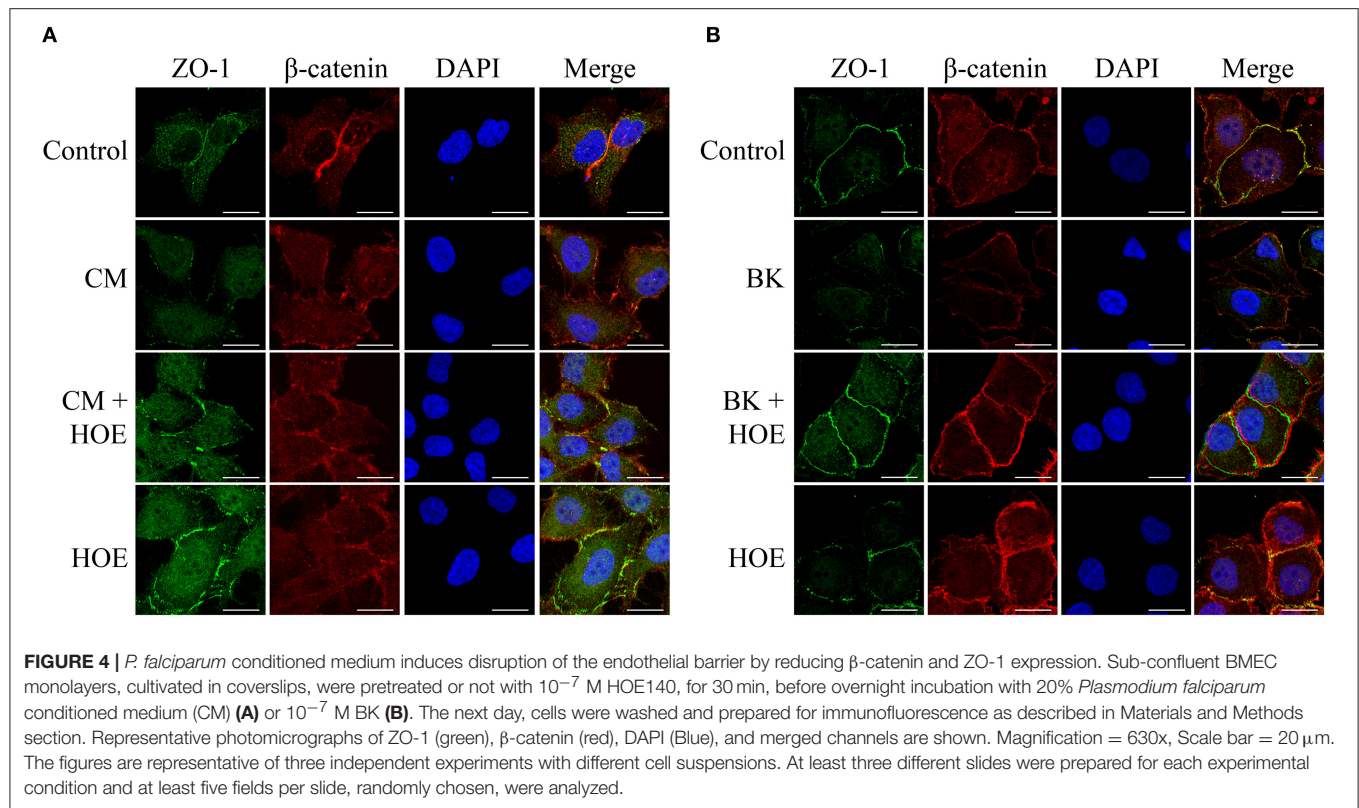 A
ZO-1 β-catenin DAPI Merge
Control
CM
CM +
HOE
HOE
B
ZO-1 β-catenin DAPI Merge
Control
BK
BK +
HOE
HOE
FIGURE 4 | P. falciparum conditioned medium induces disruption of the endothelial barrier by reducing β-catenin and ZO-1 expression. Sub-confluent BMEC
monolayers, cultivated in coverslips, were pretreated or not with 10⁻⁷ M HOE140, for 30 min, before overnight incubation with 20% Plasmodium falciparum
conditioned medium (CM) (A) or 10⁻⁷ M BK (B). The next day, cells were washed and prepared for immunofluorescence as described in Materials and Methods
section. Representative photomicrographs of ZO-1 (green), β-catenin (red), DAPI (Blue), and merged channels are shown. Magnification = 630x, Scale bar = 20 μm.
The figures are representative of three independent experiments with different cell suspensions. At least three different slides were prepared for each experimental
condition and at least five fields per slide, randomly chosen, were analyzed.